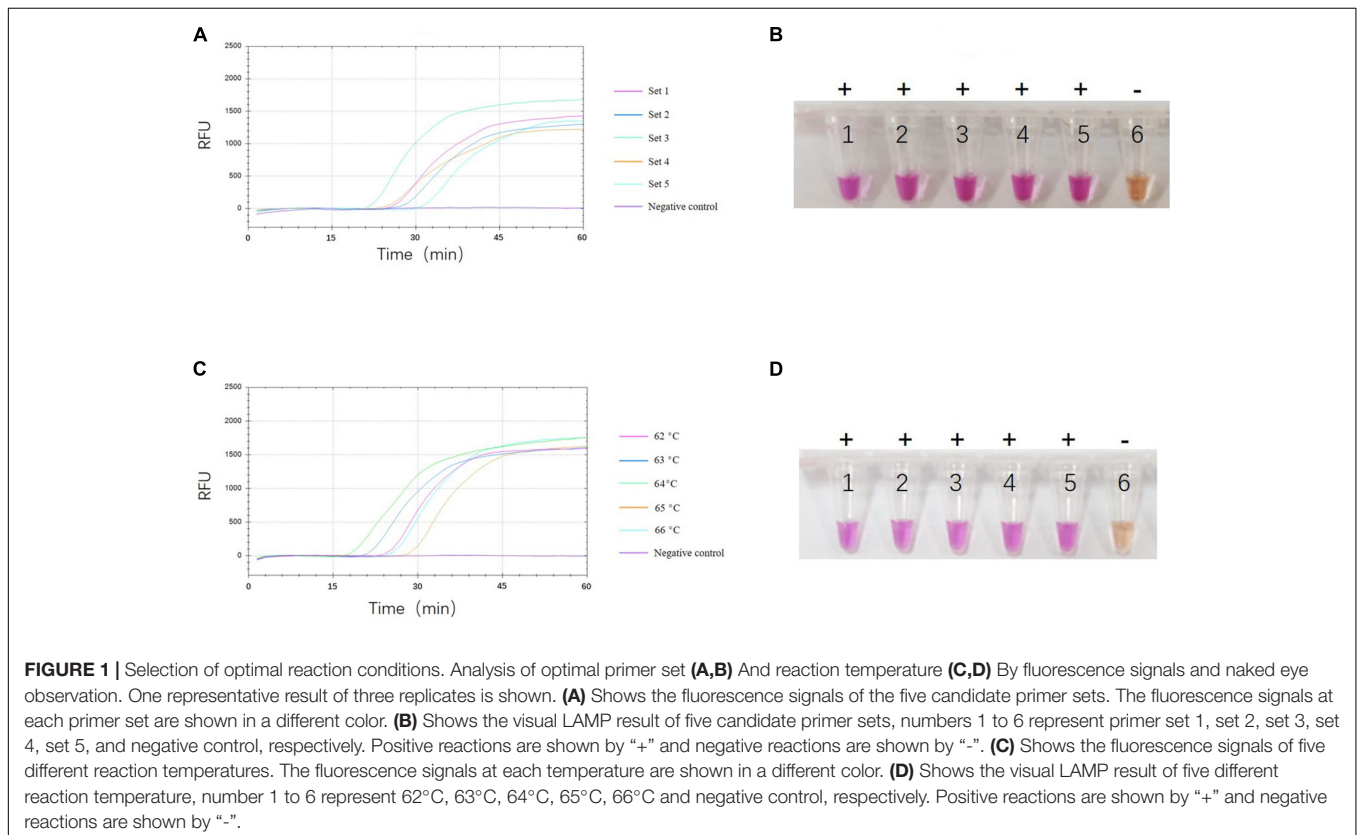 A
2500
2000
1500
1000
500
0
RFU
0 15 30 45 60
Time (min)
Set 1
Set 2
Set 3
Set 4
Set 5
Negative control
B
+ + + + + -
1 2 3 4 5 6
C
2500
2000
1500
1000
500
0
RFU
0 15 30 45 60
Time (min)
62 °C
63 °C
64°C
65 °C
66 °C
Negative control
D
+ + + + + -
1 2 3 4 5 6
FIGURE 1 | Selection of optimal reaction conditions. Analysis of optimal primer set (A,B) And reaction temperature (C,D) By fluorescence signals and naked eye
observation. One representative result of three replicates is shown. (A) Shows the fluorescence signals of the five candidate primer sets. The fluorescence signals at
each primer set are shown in a different color. (B) Shows the visual LAMP result of five candidate primer sets, numbers 1 to 6 represent primer set 1, set 2, set 3, set
4, set 5, and negative control, respectively. Positive reactions are shown by “+” and negative reactions are shown by “-”. (C) Shows the fluorescence signals of five
different reaction temperatures. The fluorescence signals at each temperature are shown in a different color. (D) Shows the visual LAMP result of five different
reaction temperature, number 1 to 6 represent 62°C, 63°C, 64°C, 65°C, 66°C and negative control, respectively. Positive reactions are shown by “+” and negative
reactions are shown by “-”.